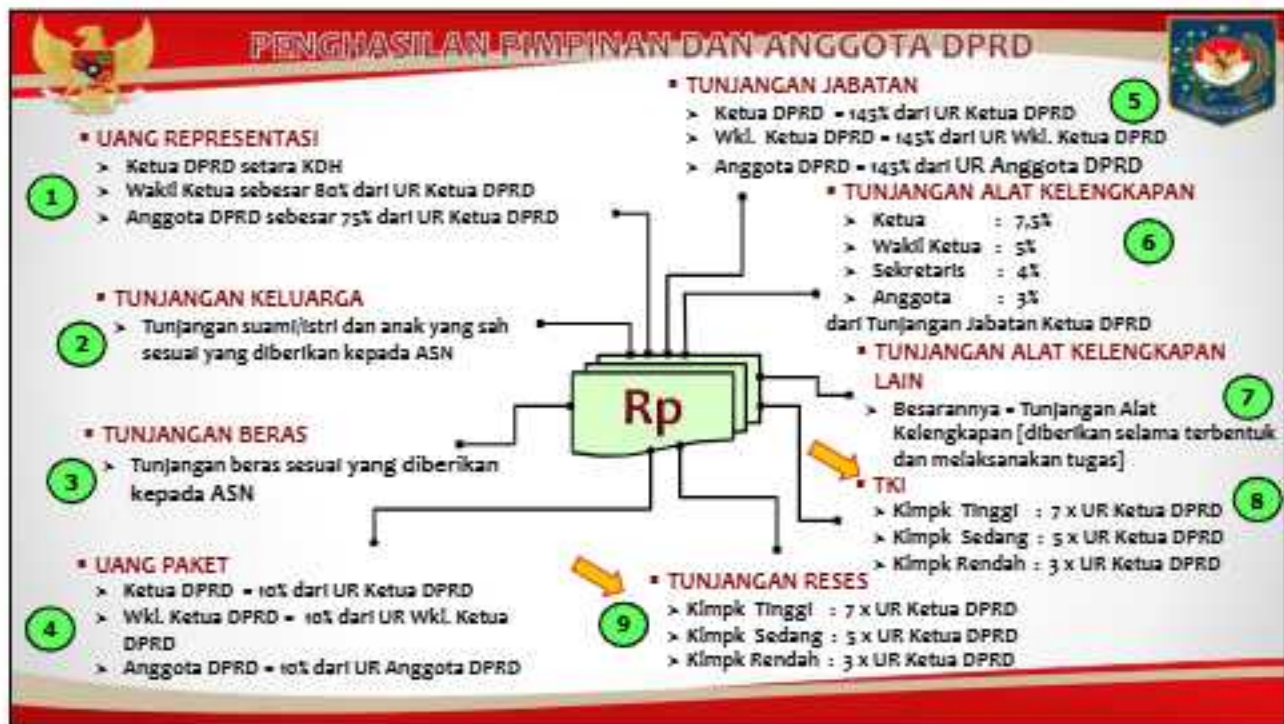 PENGHASILAN PIMPINAN DAN ANGGOTA DPRD
1
▪ UANG REPRESENTASI
➢ Ketua DPRD setara KDH
➢ Wakil Ketua sebesar 80% dari UR Ketua DPRD
➢ Anggota DPRD sebesar 75% dari UR Ketua DPRD
2
▪ TUNJANGAN KELUARGA
➢ Tunjangan suami/istri dan anak yang sah
sesuai yang diberikan kepada ASN
3
▪ TUNJANGAN BERAS
➢ Tunjangan beras sesuai yang diberikan
kepada ASN
4
▪ UANG PAKET
➢ Ketua DPRD = 10% dari UR Ketua DPRD
➢ Wkl. Ketua DPRD = 10% dari UR Wkl. Ketua
DPRD
➢ Anggota DPRD = 10% dari UR Anggota DPRD
Rp
5
▪ TUNJANGAN JABATAN
➢ Ketua DPRD = 145% dari UR Ketua DPRD
➢ Wkl. Ketua DPRD = 145% dari UR Wkl. Ketua DPRD
➢ Anggota DPRD = 145% dari UR Anggota DPRD
6
▪ TUNJANGAN ALAT KELENGKAPAN
➢ Ketua : 7,5%
➢ Wakil Ketua : 5%
➢ Sekretaris : 4%
➢ Anggota : 3%
dari Tunjangan Jabatan Ketua DPRD
7
▪ TUNJANGAN ALAT KELENGKAPAN
LAIN
➢ Besarannya = Tunjangan Alat
Kelengkapan [diberikan selama terbentuk
dan melaksanakan tugas]
8
▪ TKI
➢ Klmpk Tinggi : 7 x UR Ketua DPRD
➢ Klmpk Sedang : 5 x UR Ketua DPRD
➢ Klmpk Rendah : 3 x UR Ketua DPRD
9
▪ TUNJANGAN RESES
➢ Klmpk Tinggi : 7 x UR Ketua DPRD
➢ Klmpk Sedang : 5 x UR Ketua DPRD
➢ Klmpk Rendah : 3 x UR Ketua DPRD